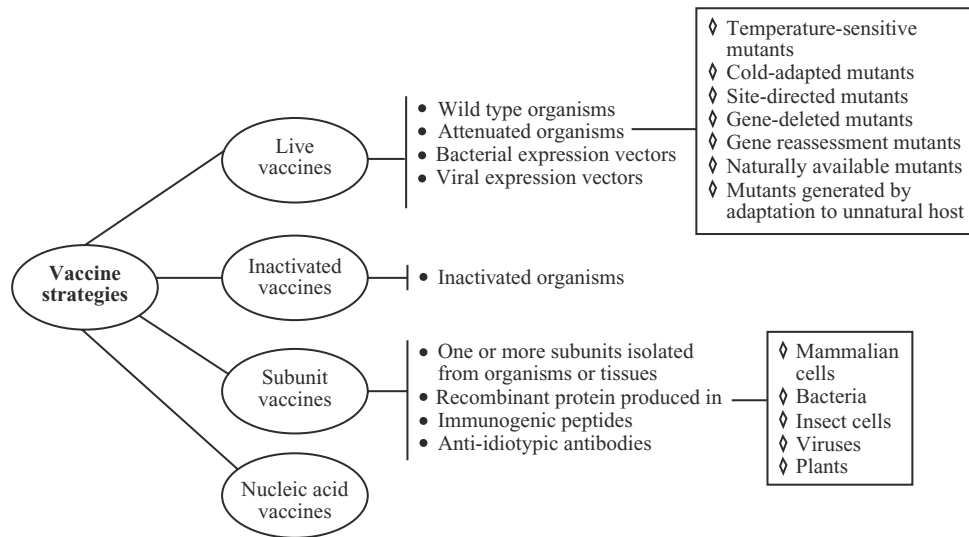 Vaccine
strategies
Live
vaccines
• Wild type organisms
• Attenuated organisms
• Bacterial expression vectors
• Viral expression vectors
◊ Temperature-sensitive
mutants
◊ Cold-adapted mutants
◊ Site-directed mutants
◊ Gene-deleted mutants
◊ Gene reassessment mutants
◊ Naturally available mutants
◊ Mutants generated by
adaptation to unnatural host
Inactivated
vaccines
• Inactivated organisms
Subunit
vaccines
• One or more subunits isolated
from organisms or tissues
• Recombinant protein produced in
• Immunogenic peptides
• Anti-idiotypic antibodies
◊ Mammalian
cells
◊ Bacteria
◊ Insect cells
◊ Viruses
◊ Plants
Nucleic acid
vaccines